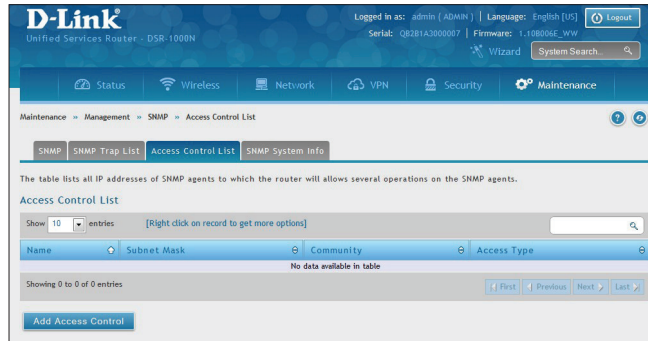 D-Link
Logged in as: admin ( ADMIN ) | Language: English [US] Logout
Unified Services Router - DSR-1000N
Serial: QB2B1A3000007 | Firmware: 1.10B006E_WW
Wizard System Search...
Status Wireless Network VPN Security Maintenance
Maintenance » Management » SNMP » Access Control List
SNMP SNMP Trap List Access Control List SNMP System Info
The table lists all IP addresses of SNMP agents to which the router will allows several operations on the SNMP agents.
Access Control List
Show 10 entries [Right click on record to get more options]
Name Subnet Mask Community Access Type
No data available in table
Showing 0 to 0 of 0 entries First Previous Next Last
Add Access Control